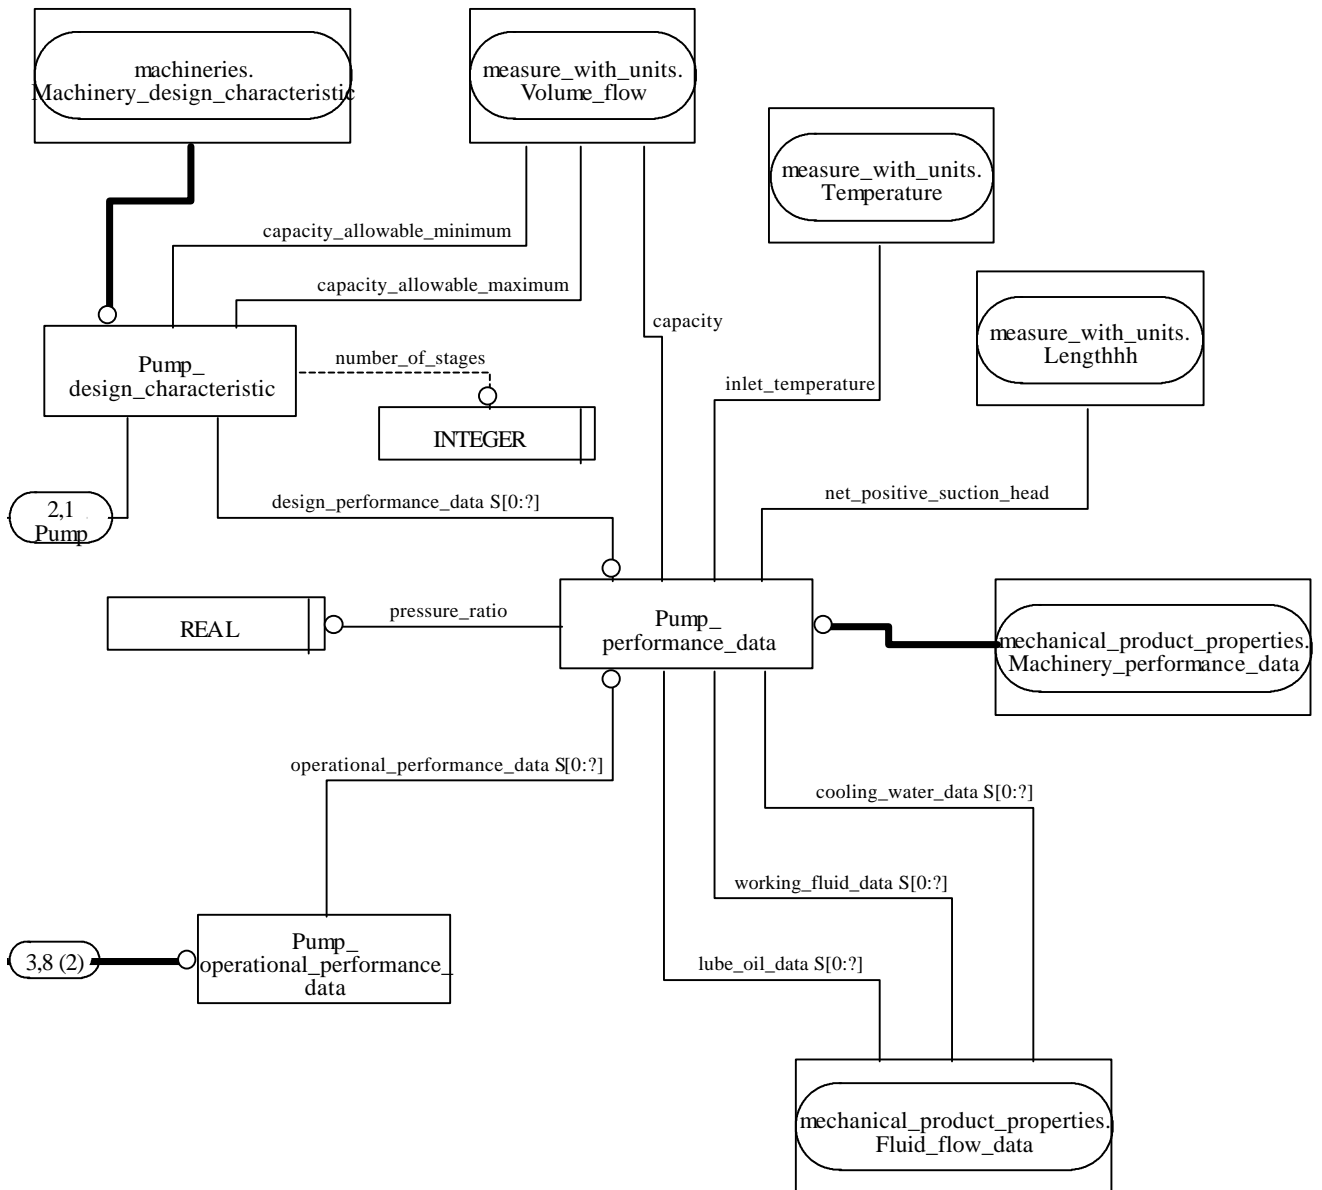 machineries.
Machinery_design_characteristic
measure_with_units.
Volume_flow
measure_with_units.
Temperature
capacity_allowable_minimum
capacity_allowable_maximum
capacity
measure_with_units.
Lengthhh
Pump_
design_characteristic
number_of_stages
inlet_temperature
INTEGER
2,1
Pump
design_performance_data S[0:?]
net_positive_suction_head
REAL
pressure_ratio
Pump_
performance_data
mechanical_product_properties.
Machinery_performance_data
operational_performance_data S[0:?]
cooling_water_data S[0:?]
working_fluid_data S[0:?]
3,8 (2)
Pump_
operational_performance_
data
lube_oil_data S[0:?]
mechanical_product_properties.
Fluid_flow_data